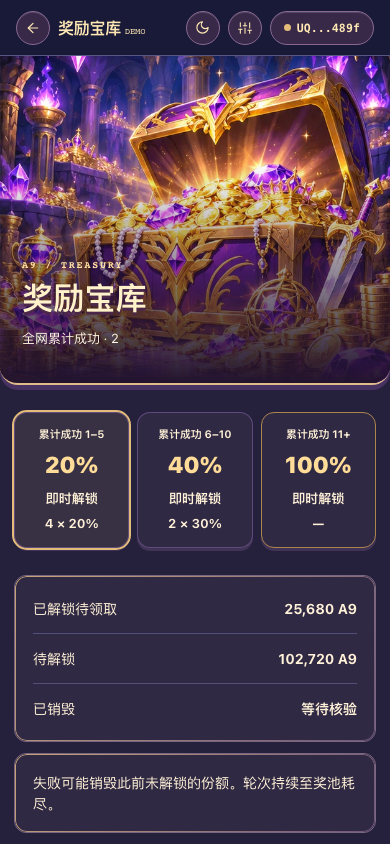 奖励宝库 DEMO
UQ...489f
A9 / TREASURY
奖励宝库
全网累计成功 · 2
累计成功 1–5
20%
即时解锁
4 × 20%
累计成功 6–10
40%
即时解锁
2 × 30%
累计成功 11+
100%
即时解锁
—
已解锁待领取 25,680 A9
待解锁 102,720 A9
已销毁 等待核验
失败可能销毁此前未解锁的份额。轮次持续至奖池耗
尽。